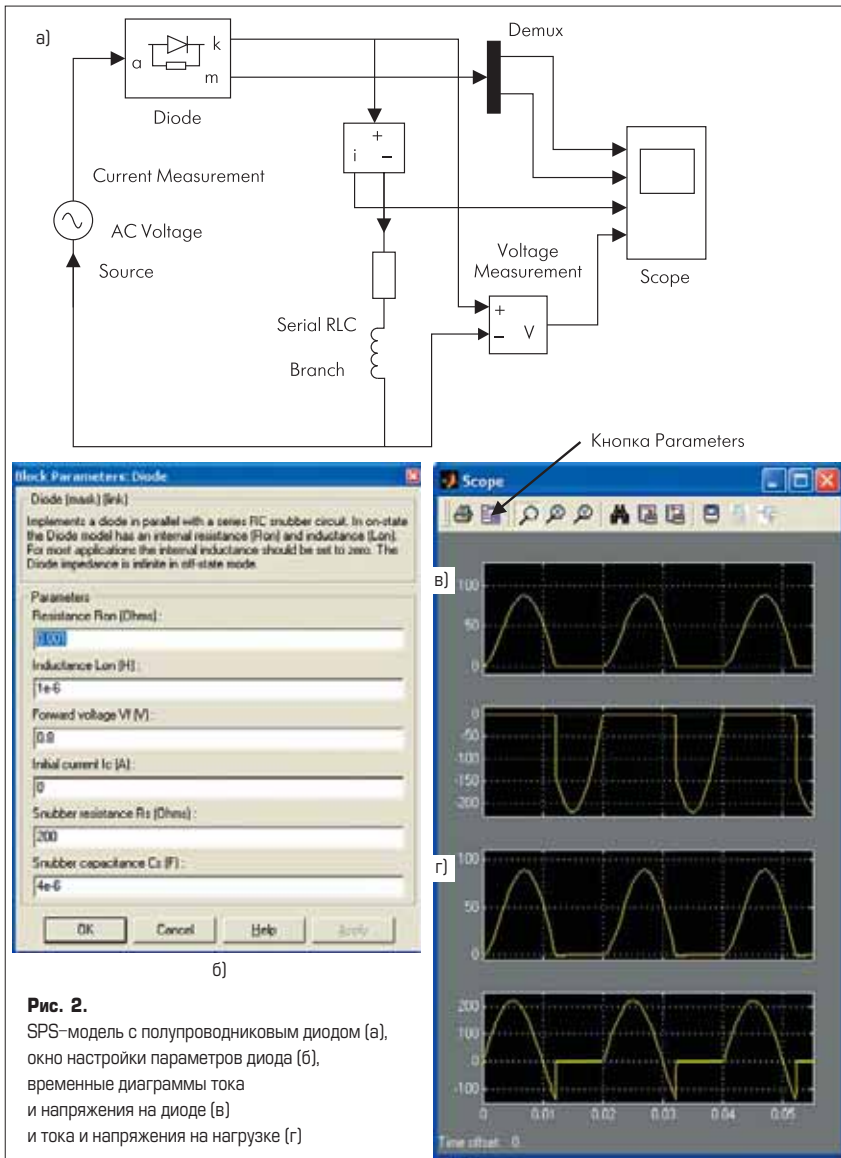 а)
a
k
m
Diode
Demux
Current Measurement
+
i
−
AC Voltage
Source
Voltage
Measurement
Scope
+
−
V
Serial RLC
Branch
Кнопка Parameters
Block Parameters: Diode
Diode (mask) (link)
Implements a diode in parallel with a series RC snubber circuit. In on-state
the Diode model has an internal resistance (Ron) and inductance (Lon).
For most applications the internal inductance should be set to zero. The
Diode impedance is infinite in off-state mode.
Parameters
Resistance Ron (Ohms) :
0.001
Inductance Lon (H) :
1e-6
Forward voltage Vf (V) :
0.8
Initial current Ic (A) :
0
Snubber resistance Rs (Ohms) :
200
Snubber capacitance Cs (F) :
4e-6
OK Cancel Help Apply
б)
Scope
в)
100
50
0
0
-50
-100
-150
-200
г)
100
50
0
200
100
0
-100
0 0.01 0.02 0.03 0.04 0.05
Time offset: 0
Рис. 2.
SPS–модель с полупроводниковым диодом (а),
окно настройки параметров диода (б),
временные диаграммы тока
и напряжения на диоде (в)
и тока и напряжения на нагрузке (г)